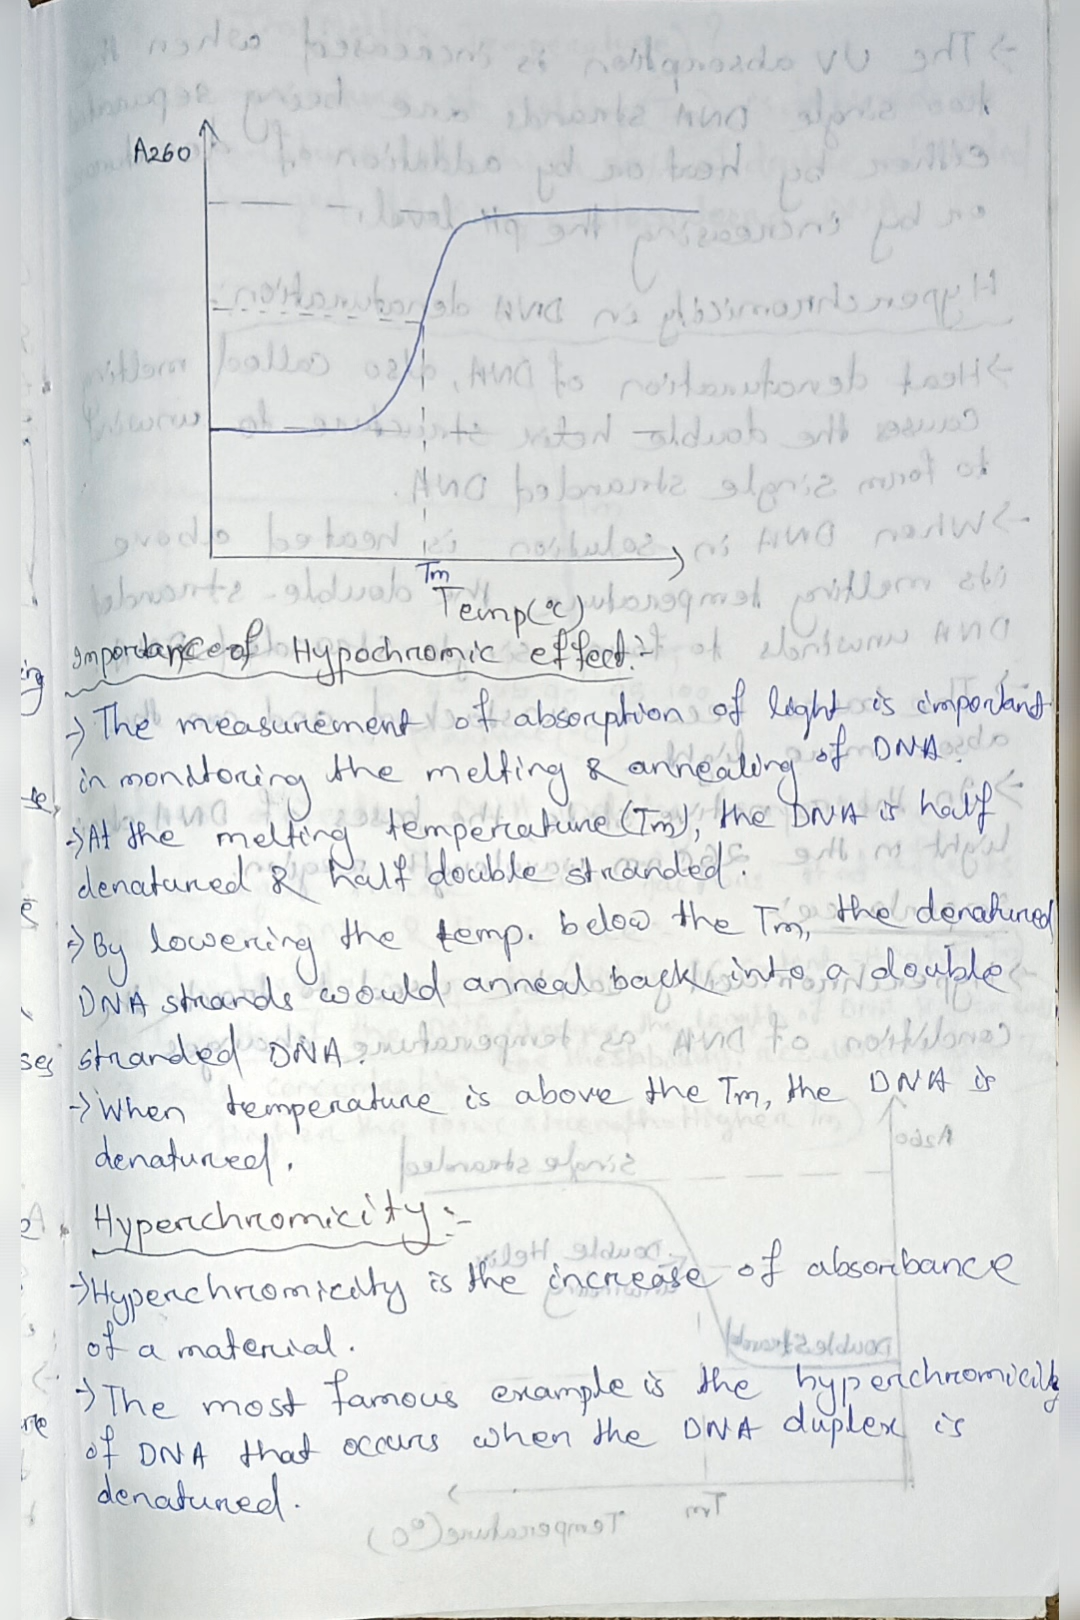 A260
Tm
Temp(°c)
Importance of Hypochromic effect:-
→ The measurement of absorption of light is important
in monitoring the melting & annealing of DNA.
→ At the melting temperature (Tm), the DNA is half
denatured & half double stranded.
→ By lowering the temp. below the Tm, the denatured
DNA strands would anneal back into a double
stranded DNA.
→ When temperature is above the Tm, the DNA is
denatured.
Hyperchromicity:-
→ Hyperchromicity is the increase of absorbance
of a material.
→ The most famous example is the hyperchromicity
of DNA that occurs when the DNA duplex is
denatured.